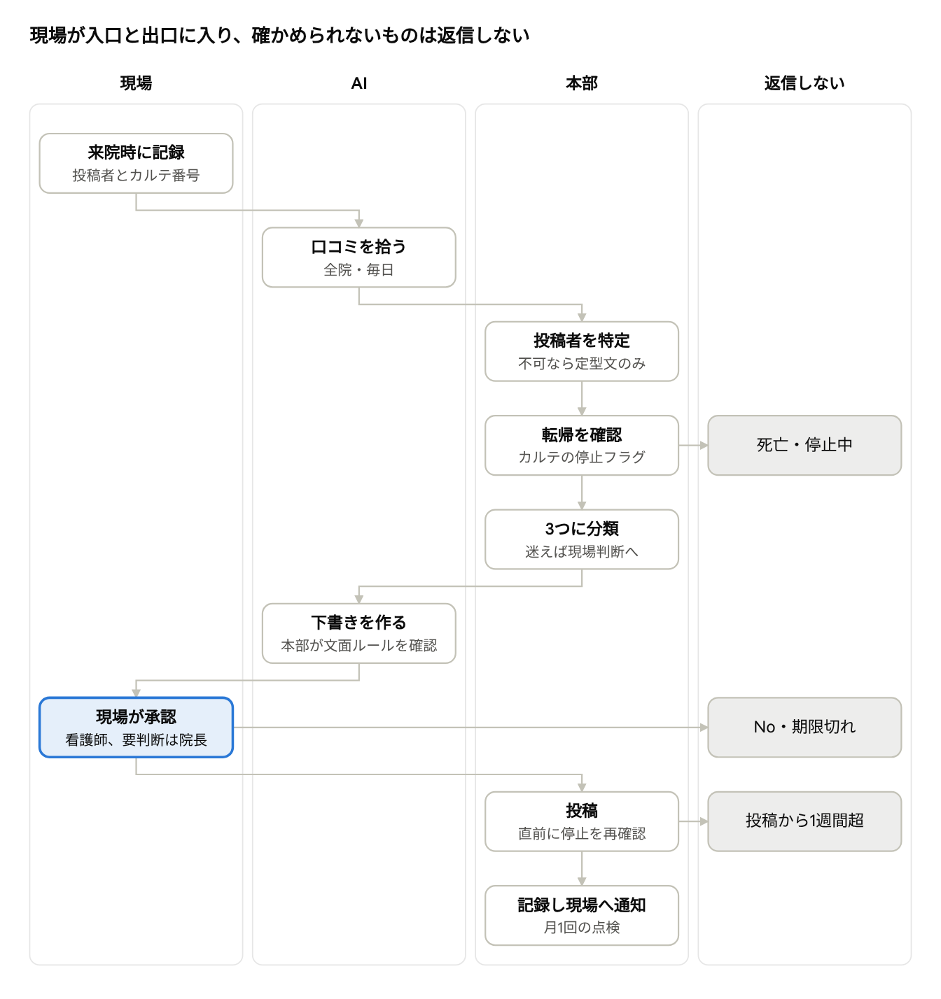 現場が入口と出口に入り、確かめられないものは返信しない
現場
AI
本部
返信しない
来院時に記録
投稿者とカルテ番号
口コミを拾う
全院・毎日
投稿者を特定
不可なら定型文のみ
転帰を確認
カルテの停止フラグ
死亡・停止中
3つに分類
迷えば現場判断へ
下書きを作る
本部が文面ルールを確認
現場が承認
看護師、要判断は院長
No・期限切れ
投稿
直前に停止を再確認
投稿から1週間超
記録し現場へ通知
月1回の点検